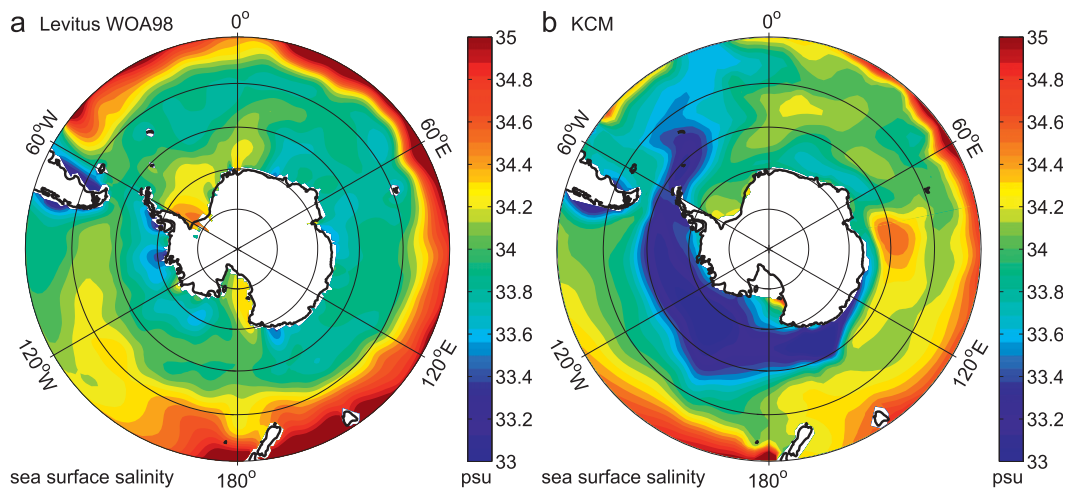 a Levitus WOA98
0°
60°W
60°E
120°W
120°E
180°
sea surface salinity
psu
35
34.8
34.6
34.4
34.2
34
33.8
33.6
33.4
33.2
33
b KCM
0°
60°W
60°E
120°W
120°E
180°
sea surface salinity
psu
35
34.8
34.6
34.4
34.2
34
33.8
33.6
33.4
33.2
33